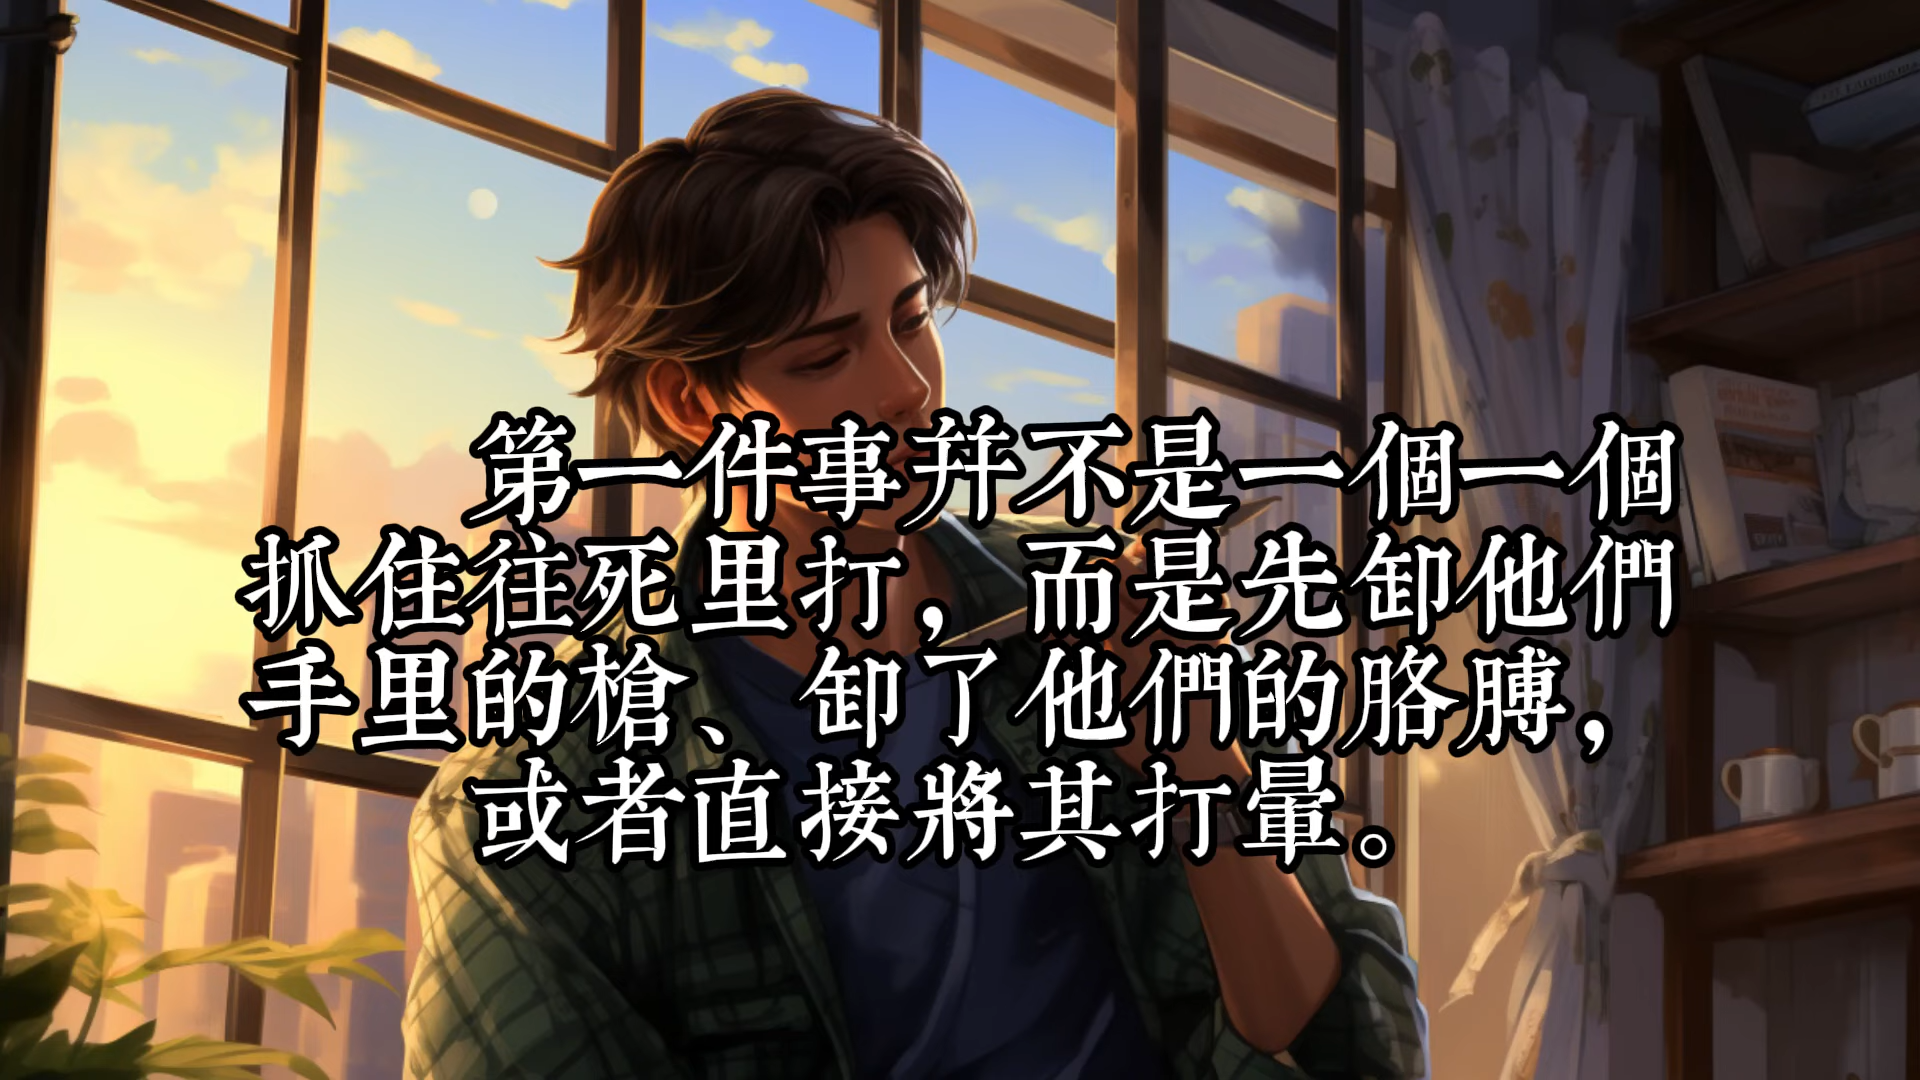 第一件事并不是一個一個
抓住往死里打，而是先卸他們
手里的槍、卸了他們的胳膊，
或者直接將其打暈。